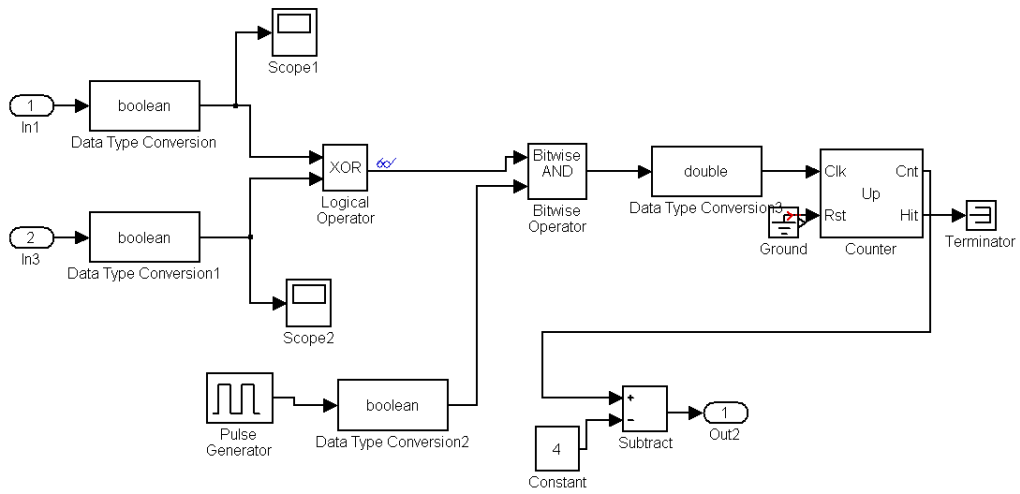 Scope1
1
In1
boolean
Data Type Conversion
XOR
Logical
Operator
Bitwise
AND
Bitwise
Operator
double
Data Type Conversion3
Clk
Cnt
Up
Rst
Hit
Counter
Ground
Terminator
2
In3
boolean
Data Type Conversion1
Scope2
Pulse
Generator
boolean
Data Type Conversion2
+
−
Subtract
1
Out2
4
Constant